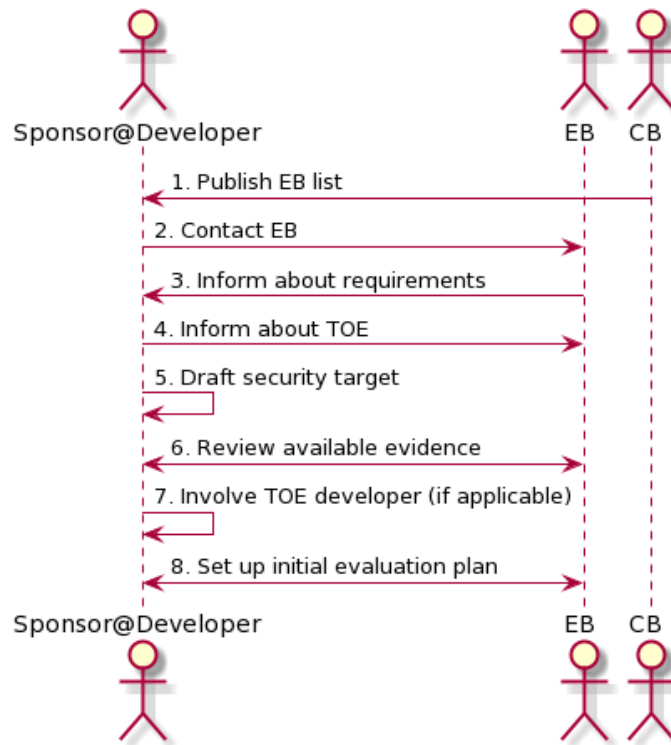 Sponsor@Developer EB CB
1. Publish EB list
2. Contact EB
3. Inform about requirements
4. Inform about TOE
5. Draft security target
6. Review available evidence
7. Involve TOE developer (if applicable)
8. Set up initial evaluation plan
Sponsor@Developer EB CB